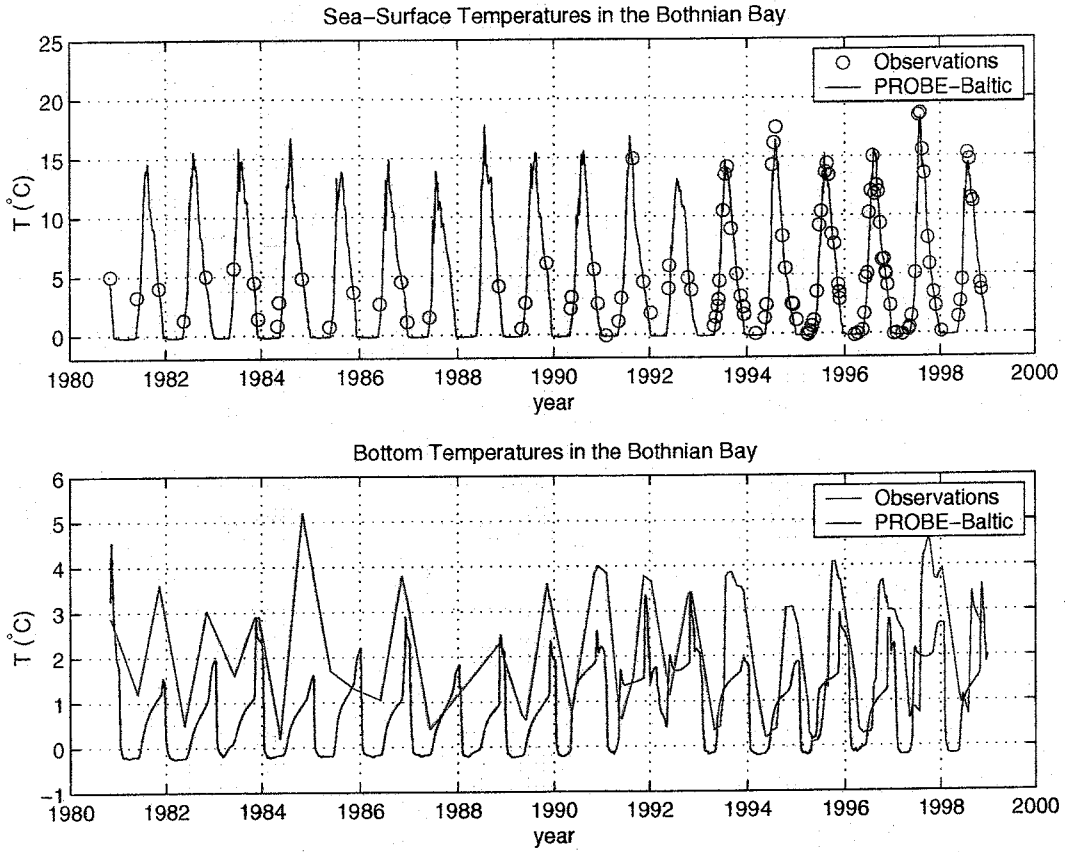 Sea-Surface Temperatures in the Bothnian Bay
25
20
15
10
5
0
T (°C)
Observations
PROBE-Baltic
1980 1982 1984 1986 1988 1990 1992 1994 1996 1998 2000
year
Bottom Temperatures in the Bothnian Bay
6
5
4
3
2
1
0
-1
T (°C)
Observations
PROBE-Baltic
1980 1982 1984 1986 1988 1990 1992 1994 1996 1998 2000
year